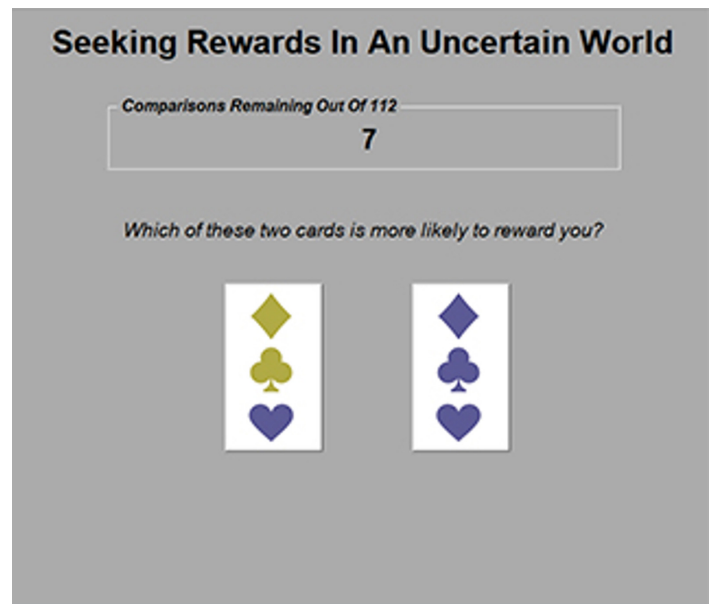 Seeking Rewards In An Uncertain World
Comparisons Remaining Out Of 112
7
Which of these two cards is more likely to reward you?